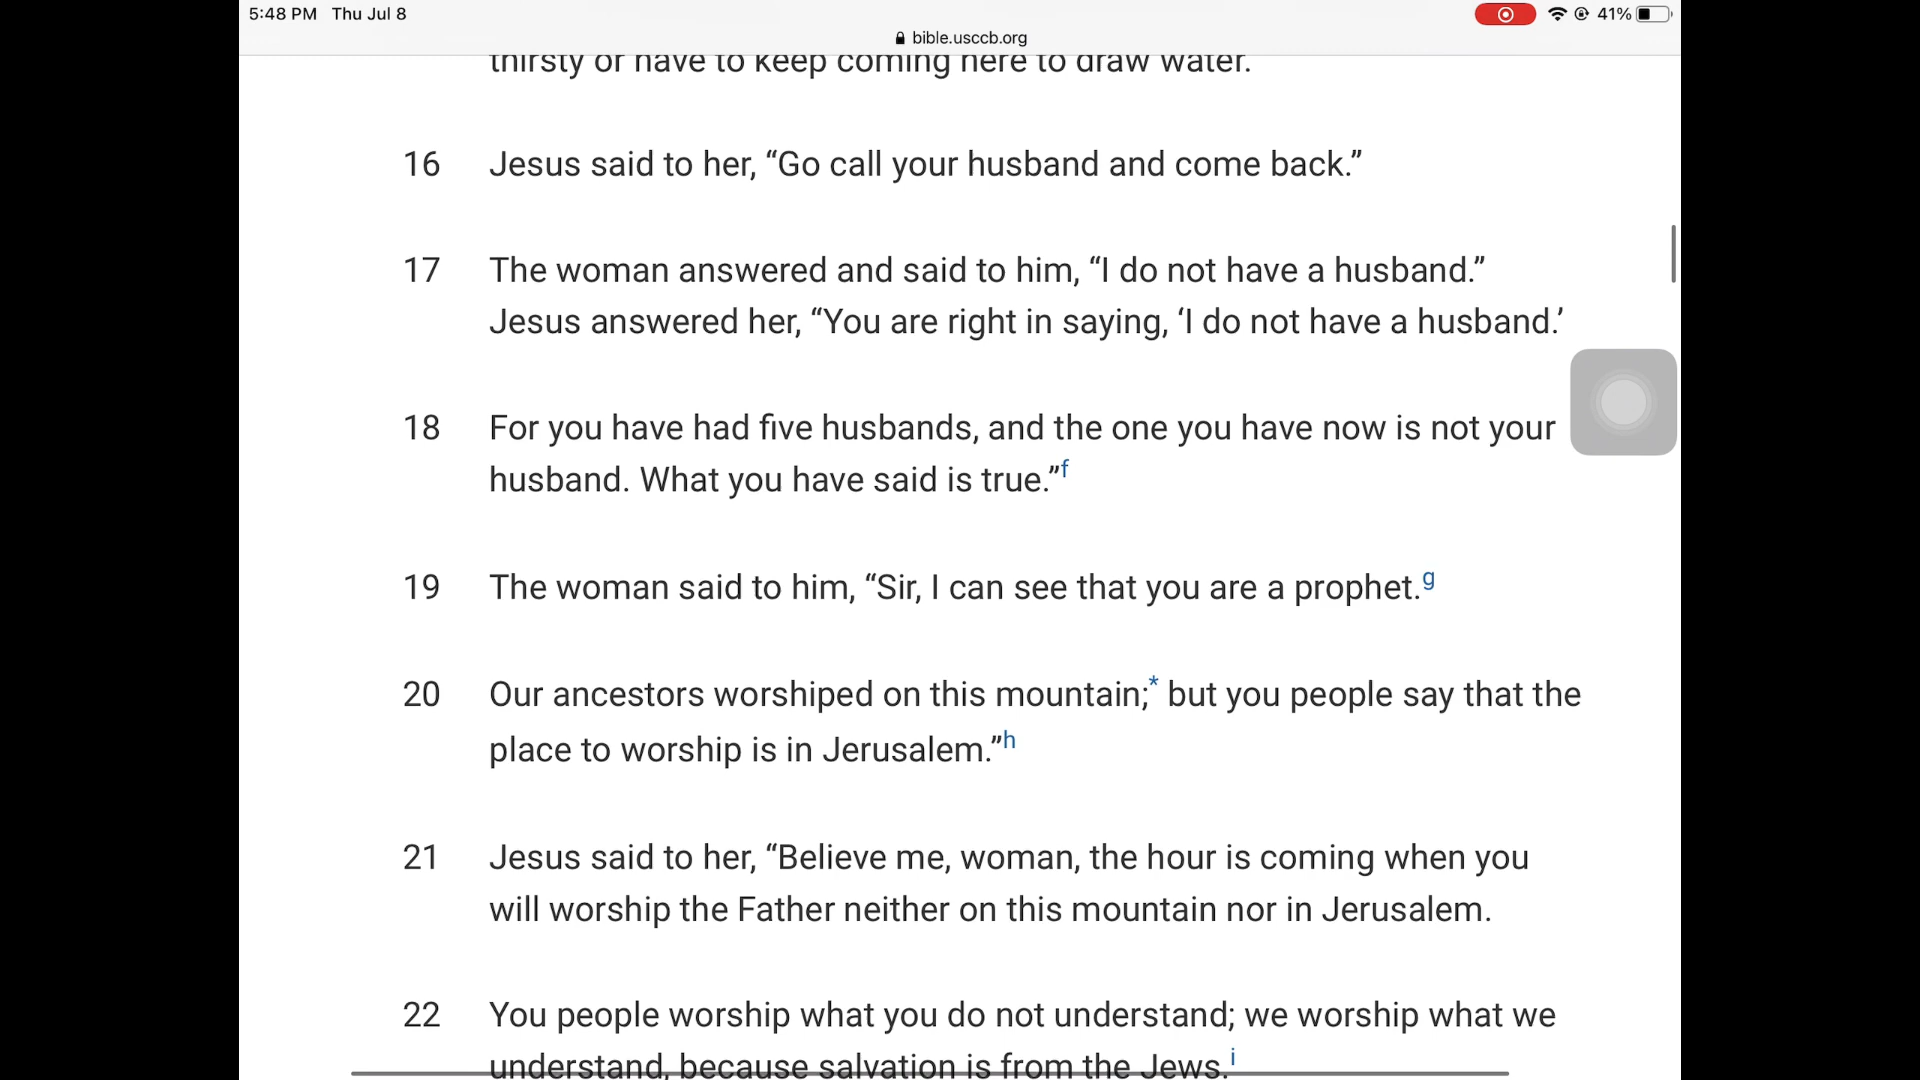 5:48 PM Thu Jul 8
41%
bible.usccb.org
thirsty or have to keep coming here to draw water.
16 Jesus said to her, “Go call your husband and come back.”
17 The woman answered and said to him, “I do not have a husband.”
Jesus answered her, “You are right in saying, ‘I do not have a husband.’
18 For you have had five husbands, and the one you have now is not your
husband. What you have said is true.”f
19 The woman said to him, “Sir, I can see that you are a prophet.g
20 Our ancestors worshiped on this mountain;* but you people say that the
place to worship is in Jerusalem.”h
21 Jesus said to her, “Believe me, woman, the hour is coming when you
will worship the Father neither on this mountain nor in Jerusalem.
22 You people worship what you do not understand; we worship what we
understand, because salvation is from the Jews.i